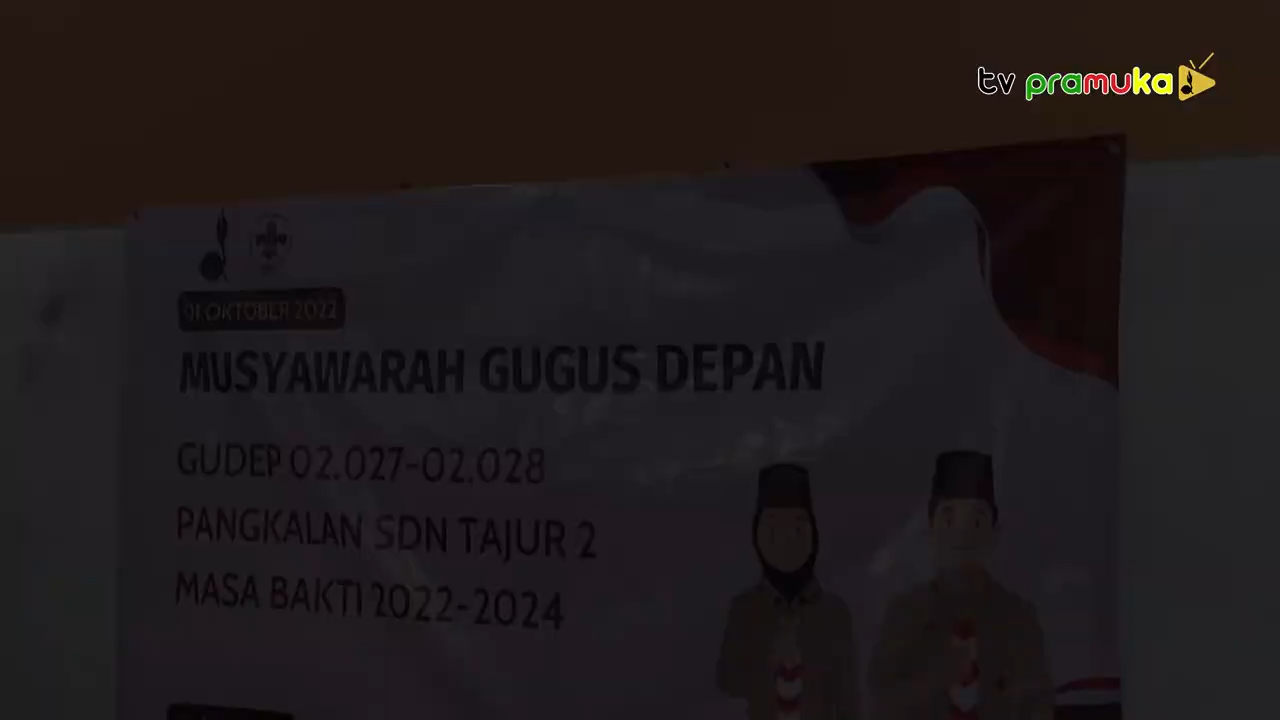 tv pramuka
01 OKTOBER 2022
MUSYAWARAH GUGUS DEPAN
GUDEP 02.027-02.028
PANGKALAN SDN TAJUR 2
MASA BAKTI 2022-2024